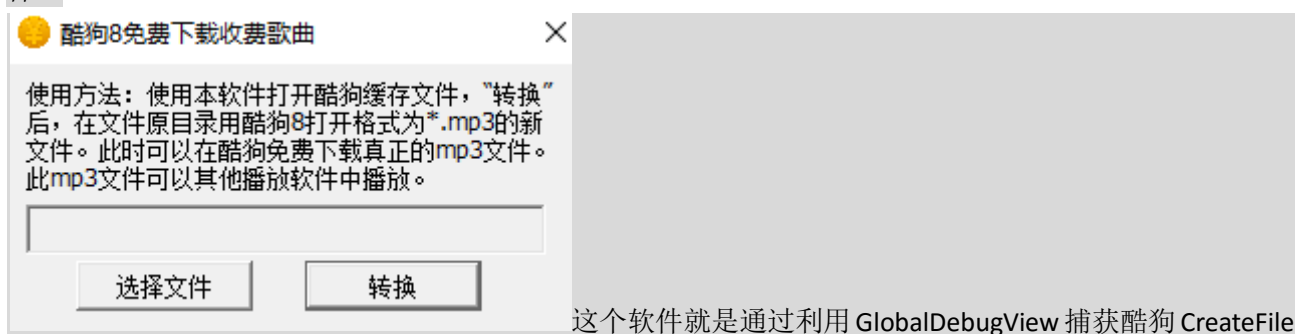 酷狗8免费下载收费歌曲
使用方法：使用本软件打开酷狗缓存文件，“转换”
后，在文件原目录用酷狗8打开格式为*.mp3的新
文件。此时可以在酷狗免费下载真正的mp3文件。
此mp3文件可以其他播放软件中播放。
选择文件
转换
这个软件就是通过利用 GlobalDebugView 捕获酷狗 CreateFile